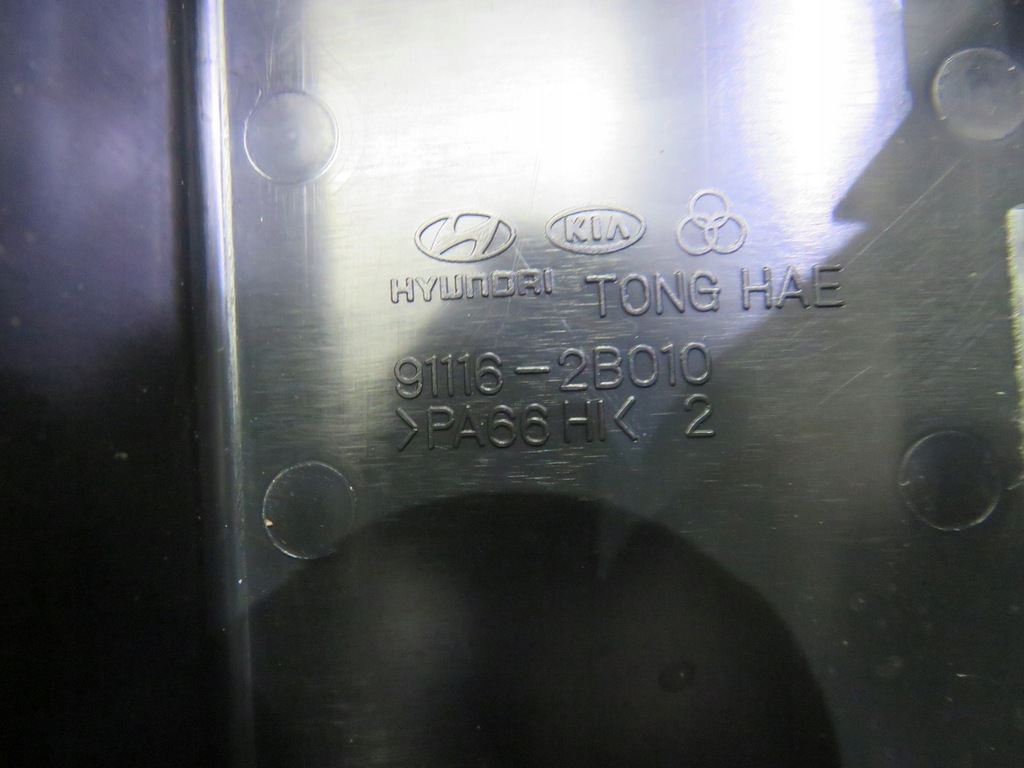 KIA
HYUNDAI TONG HAE
91116-2B010
>PA66 HI< 2